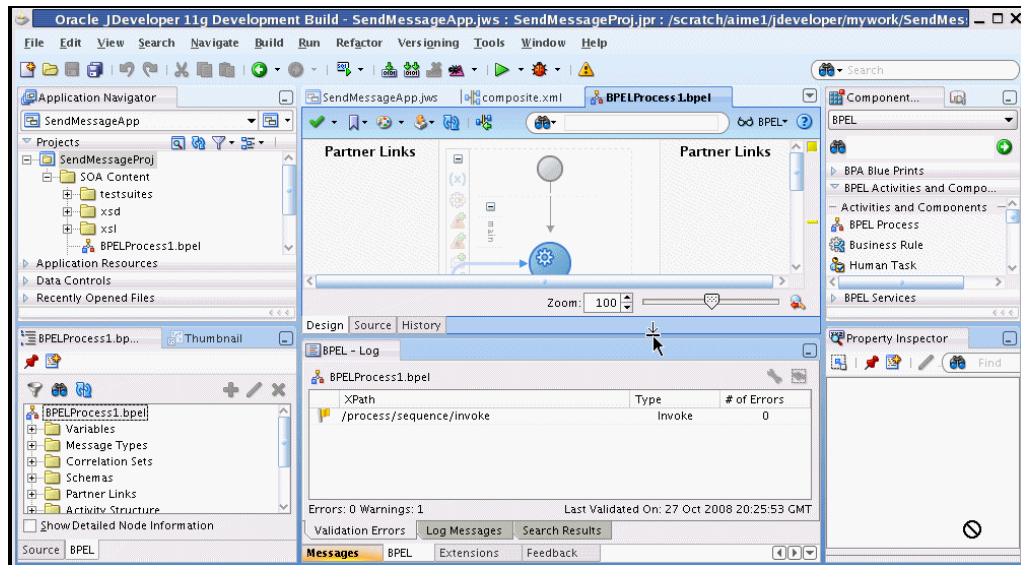 Oracle JDeveloper 11g Development Build - SendMessageApp.jws : SendMessageProj.jpr : /scratch/aime1/jdeveloper/mywork/SendMes
File Edit View Search Navigate Build Run Refactor Versioning Tools Window Help
Search
Application Navigator
SendMessageApp
Projects
SendMessageProj
SOA Content
testsuites
xsd
xsl
BPELProcess1.bpel
Application Resources
Data Controls
Recently Opened Files
SendMessageApp.jws
composite.xml
BPELProcess1.bpel
BPEL
Partner Links
Partner Links
main
Zoom: 100
Design Source History
Component...
BPEL
BPA Blue Prints
BPEL Activities and Compo...
Activities and Components
BPEL Process
Business Rule
Human Task
BPEL Services
BPELProcess1.bp...
Thumbnail
BPELProcess1.bpel
Variables
Message Types
Correlation Sets
Schemas
Partner Links
Activity Structure
Show Detailed Node Information
Source BPEL
BPEL - Log
BPELProcess1.bpel
XPath Type # of Errors
/process/sequence/invoke Invoke 0
Errors: 0 Warnings: 1 Last Validated On: 27 Oct 2008 20:25:53 GMT
Validation Errors Log Messages Search Results
Messages BPEL Extensions Feedback
Property Inspector
Find